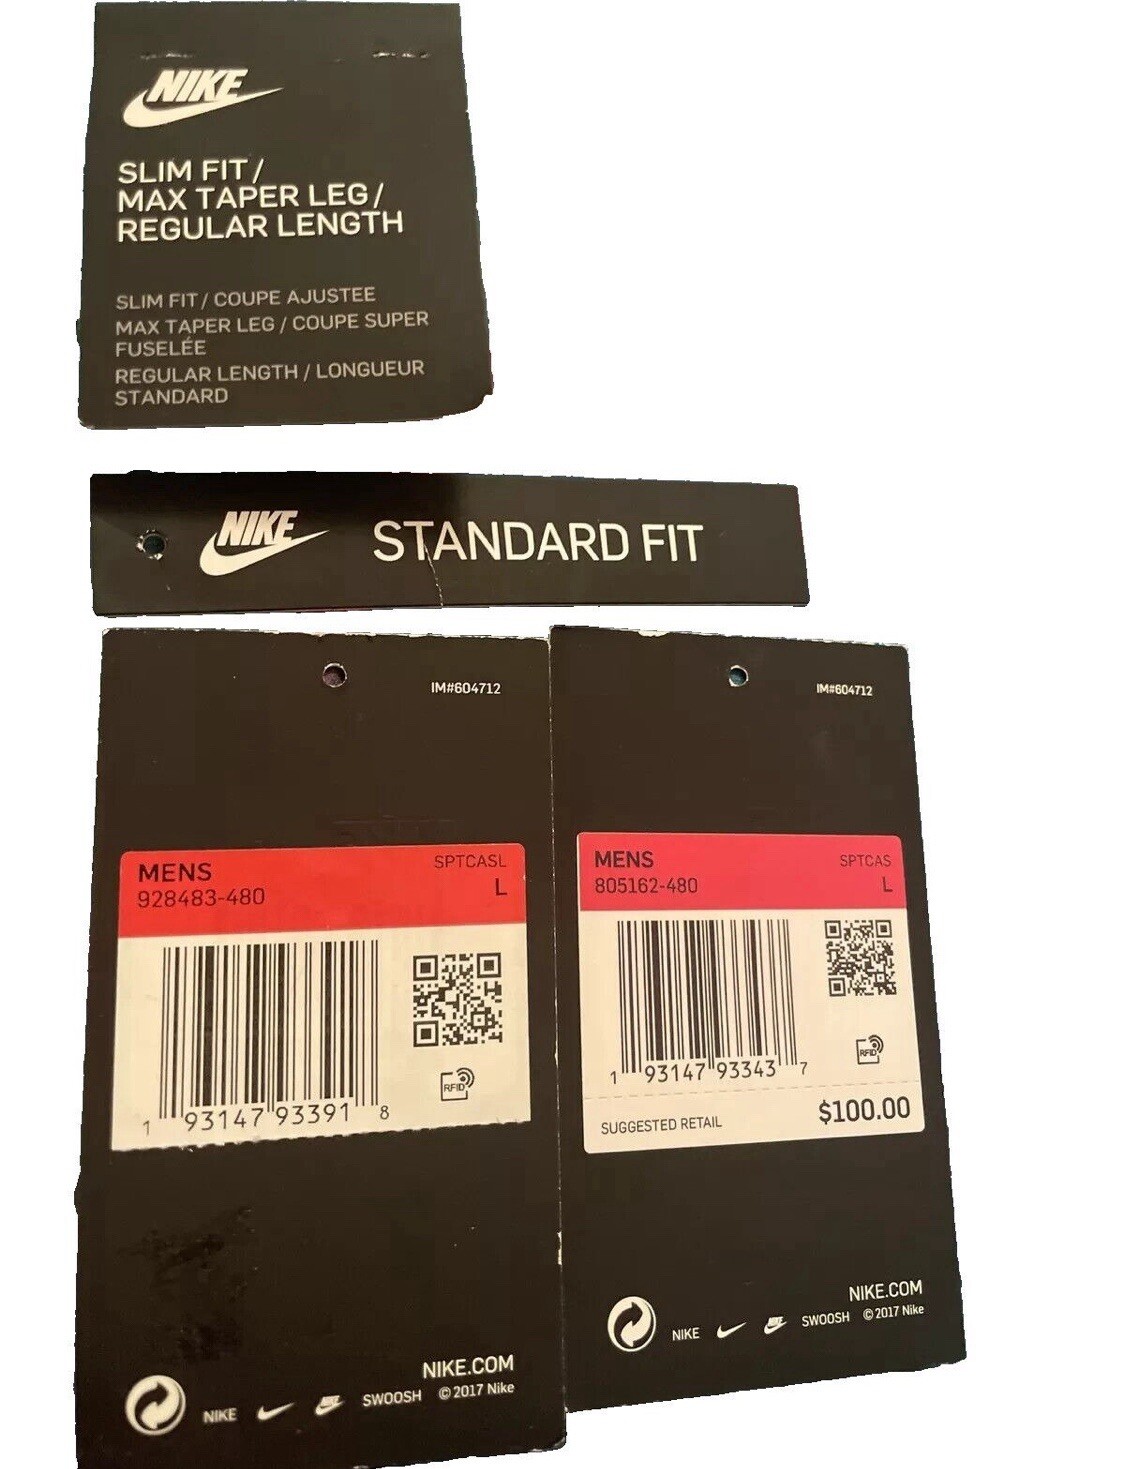 NIKE
SLIM FIT /
MAX TAPER LEG /
REGULAR LENGTH
SLIM FIT / COUPE AJUSTEE
MAX TAPER LEG / COUPE SUPER
FUSELÉE
REGULAR LENGTH / LONGUEUR
STANDARD
NIKE STANDARD FIT
IM#604712
MENS SPTCASL
928483-480 L
RFID
1 93147 93391 8
NIKE.COM
NIKE NIKE SWOOSH © 2017 Nike
IM#604712
MENS SPTCAS
805162-480 L
RFID
1 93147 93343 7
SUGGESTED RETAIL $100.00
NIKE.COM
NIKE NIKE SWOOSH © 2017 Nike